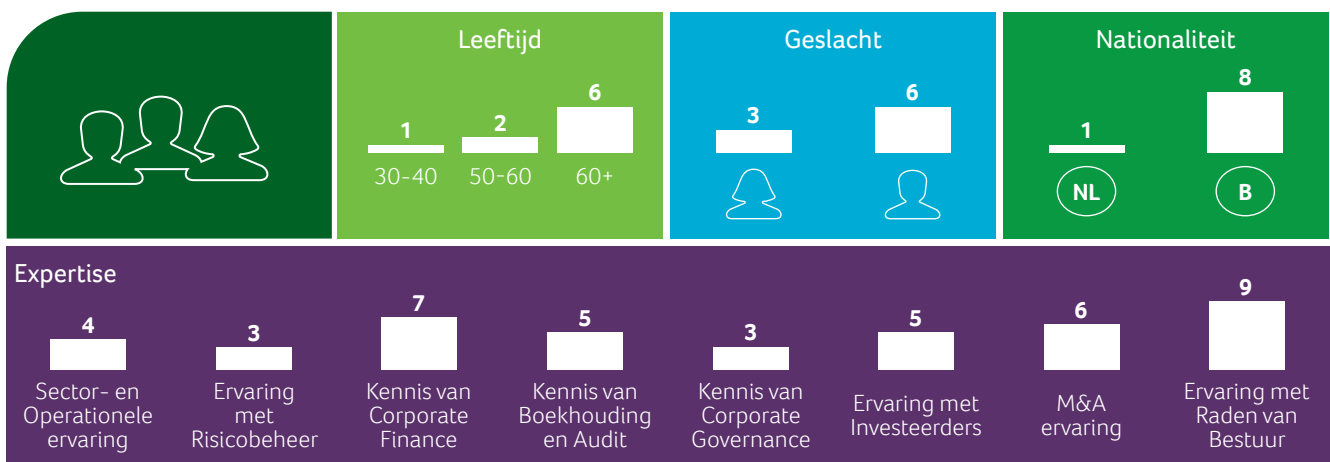 Leeftijd
1
2
6
30-40
50-60
60+
Geslacht
3
6
Nationaliteit
1
8
NL
B
Expertise
4
Sector- en
Operationele
ervaring
3
Ervaring
met
Risicobeheer
7
Kennis van
Corporate
Finance
5
Kennis van
Boekhouding
en Audit
3
Kennis van
Corporate
Governance
5
Ervaring met
Investeerders
6
M&A
ervaring
9
Ervaring met
Raden van
Bestuur